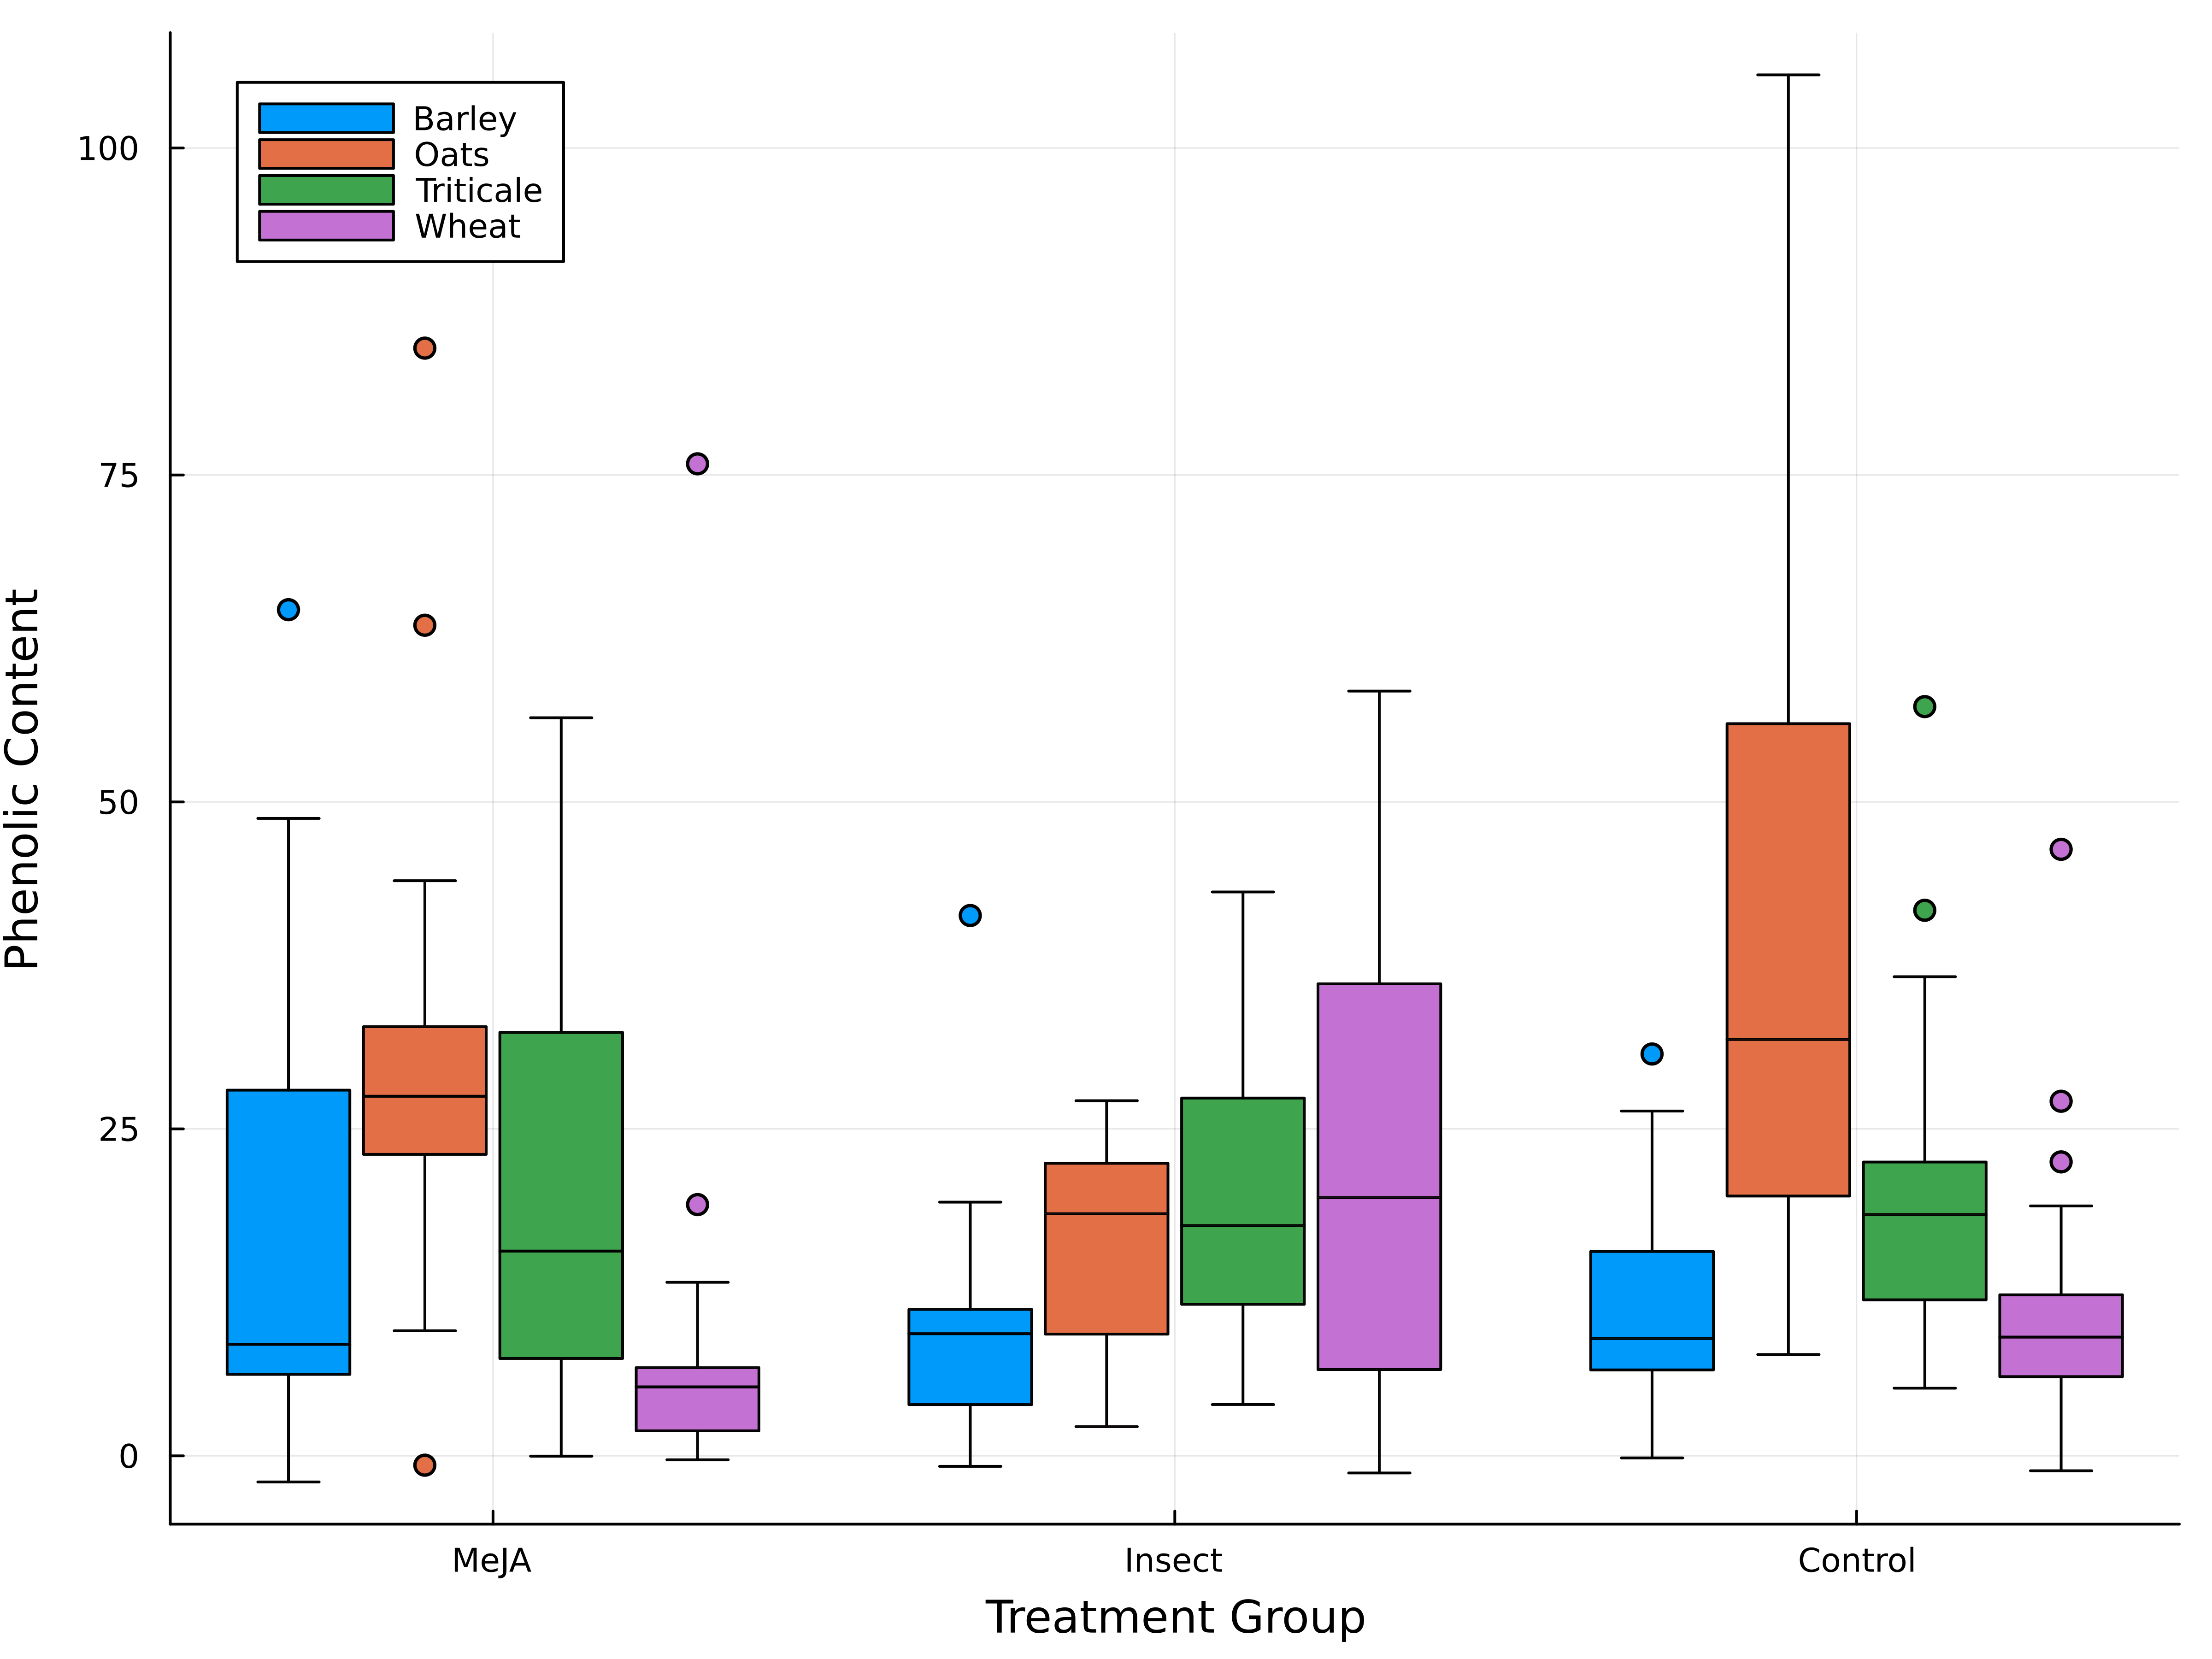 Barley
Oats
Triticale
Wheat
100
75
50
25
0
Phenolic Content
MeJA
Insect
Control
Treatment Group